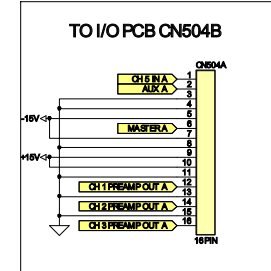 TO I/O PCB CN504B
CN504A
CH 5 IN A 1
AUX A 2
3
4
-15V 5
MASTER A 6
7
8
+15V 9
10
11
CH 1 PREAMP OUT A 12
13
CH 2 PREAMP OUT A 14
15
CH 3 PREAMP OUT A 16
16PIN